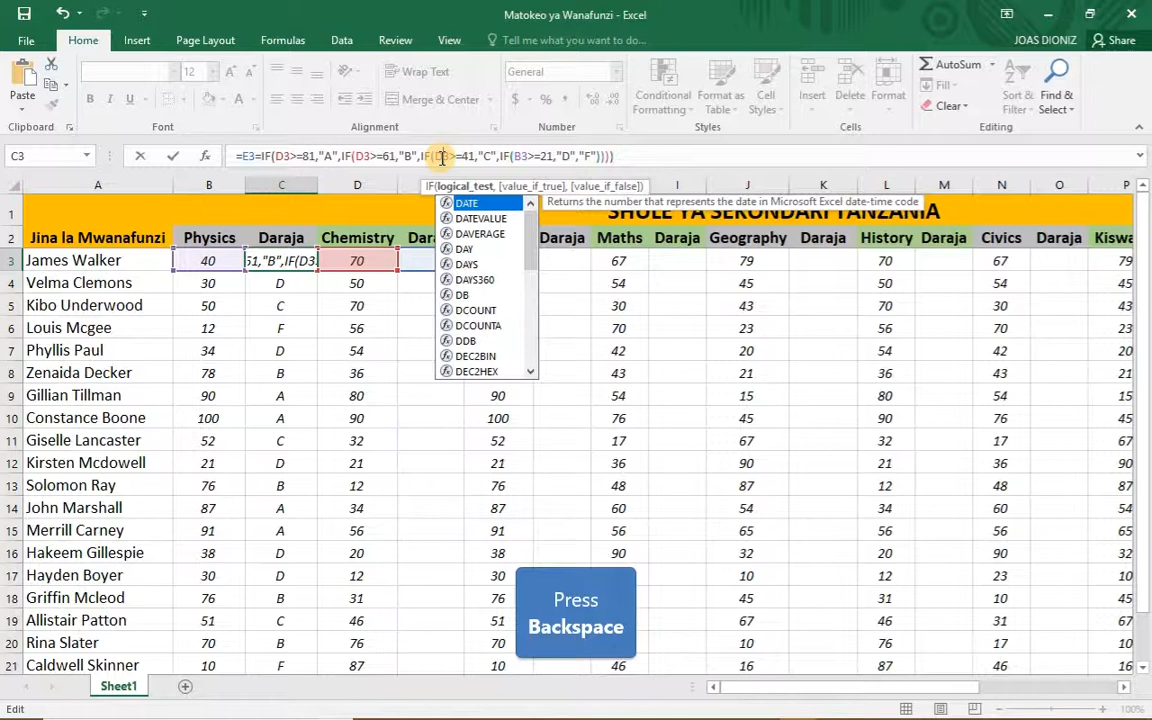 Matokeo ya Wanafunzi - Excel
File Home Insert Page Layout Formulas Data Review View Tell me what you want to do... JOAS DIONIZ Share
12 Wrap Text General AutoSum
Paste Merge & Center Conditional Formatting Format as Table Cell Styles Insert Delete Format Fill Clear Sort & Filter Find & Select
Clipboard Font Alignment Number Styles Cells Editing
C3 =E3=IF(D3>=81,"A",IF(D3>=61,"B",IF(D3>=41,"C",IF(B3>=21,"D","F"))))
IF(logical_test, [value_if_true], [value_if_false])
A B C D I J K L M N O P
DATE Returns the number that represents the date in Microsoft Excel date-time code
DATEVALUE
DAVERAGE
DAY
DAYS
DAYS360
DB
DCOUNT
DCOUNTA
DDB
DEC2BIN
DEC2HEX
1 SHULE YA SEKONDARI TANZANIA
2 Jina la Mwanafunzi Physics Daraja Chemistry Dara Daraja Maths Daraja Geography Daraja History Daraja Civics Daraja Kiswa
3 James Walker 40 61,"B",IF(D3 70 67 79 70 67 79
4 Velma Clemons 30 D 50 54 45 50 54 45
5 Kibo Underwood 50 C 70 30 43 70 30 43
6 Louis Mcgee 12 F 56 70 23 56 70 23
7 Phyllis Paul 34 D 54 42 20 54 42 20
8 Zenaida Decker 78 B 36 43 21 36 43 21
9 Gillian Tillman 90 A 80 90 54 15 80 54 15
10 Constance Boone 100 A 90 100 76 45 90 76 45
11 Giselle Lancaster 52 C 32 52 17 67 32 17 67
12 Kirsten Mcdowell 21 D 21 21 36 90 21 36 90
13 Solomon Ray 76 B 12 76 48 87 12 48 87
14 John Marshall 87 A 34 87 60 54 34 60 54
15 Merrill Carney 91 A 56 91 56 65 56 56 65
16 Hakeem Gillespie 38 D 20 38 90 32 20 90 32
17 Hayden Boyer 30 D 12 30 10 12 23 10
18 Griffin Mcleod 76 B 31 76 11 31 10 45
19 Allistair Patton 51 C 46 51 67 46 31 67
20 Rina Slater 70 B 76 70 10 76 43 10
21 Caldwell Skinner 10 F 87 10 46 16 87 46 16
Press
Backspace
Sheet1
Edit 100%